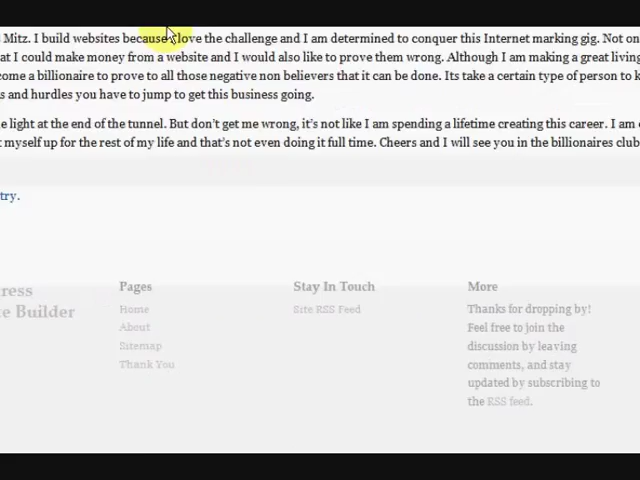 Mitz. I build websites because I love the challenge and I am determined to conquer this Internet marking gig. Not on
at I could make money from a website and I would also like to prove them wrong. Although I am making a great living
ome a billionaire to prove to all those negative non believers that it can be done. Its take a certain type of person to k
s and hurdles you have to jump to get this business going.
e light at the end of the tunnel. But don't get me wrong, it's not like I am spending a lifetime creating this career. I am
myself up for the rest of my life and that's not even doing it full time. Cheers and I will see you in the billionaires club
try.
ress
e Builder
Pages
Home
About
Sitemap
Thank You
Stay In Touch
Site RSS Feed
More
Thanks for dropping by!
Feel free to join the
discussion by leaving
comments, and stay
updated by subscribing to
the RSS feed.